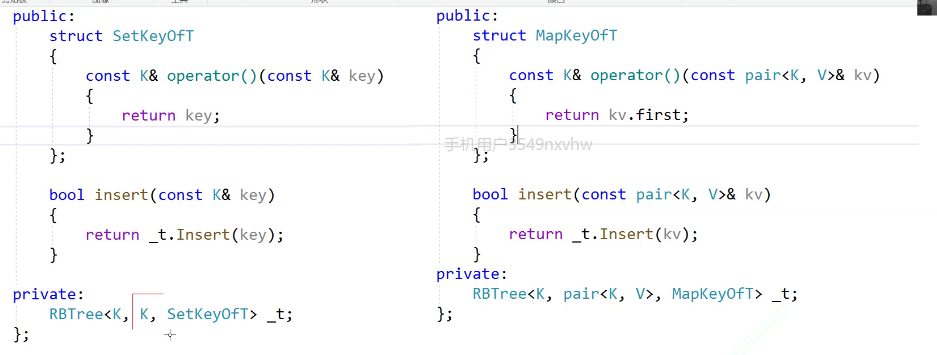 public:
    struct SetKeyOfT
    {
        const K& operator()(const K& key)
        {
            return key;
        }
    };

    bool insert(const K& key)
    {
        return _t.Insert(key);
    }

private:
    RBTree<K, K, SetKeyOfT> _t;
};
public:
    struct MapKeyOfT
    {
        const K& operator()(const pair<K, V>& kv)
        {
            return kv.first;
        }
手机用户3549nxvhw
    };

    bool insert(const pair<K, V>& kv)
    {
        return _t.Insert(kv);
    }
private:
    RBTree<K, pair<K, V>, MapKeyOfT> _t;
};